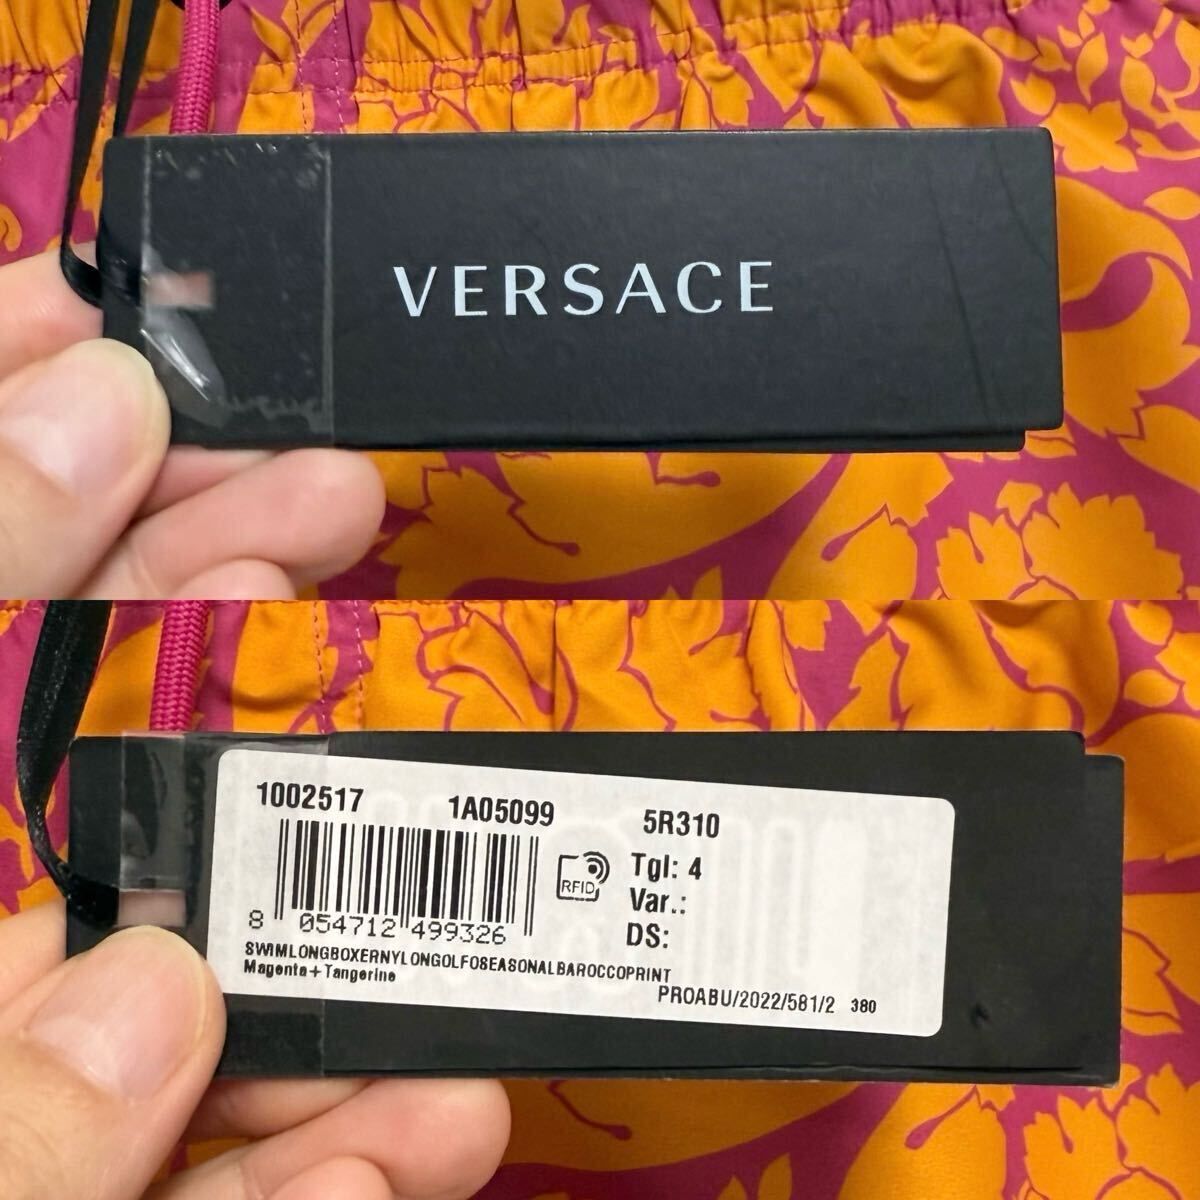 VERSACE
1002517 1A05099 5R310
RFID
Tgl: 4
Var.:
DS:
8 054712 499326
SWIMLONGBOXERNYLONGOLFOSEASONALBAROCCOPRINT
Magenta+Tangerine
PROABU/2022/581/2 380